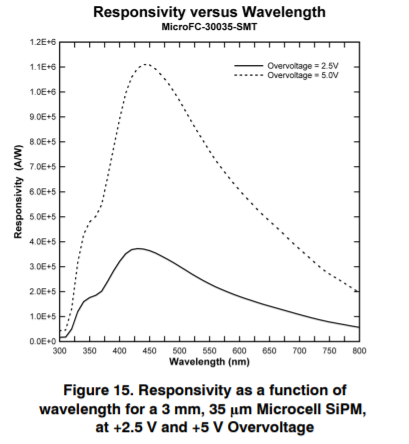 Responsivity versus Wavelength
MicroFC-30035-SMT
1.2E+6
1.1E+6
1.0E+6
9.0E+5
8.0E+5
7.0E+5
6.0E+5
5.0E+5
4.0E+5
3.0E+5
2.0E+5
1.0E+5
0.0E+0
Responsivity (A/W)
Overvoltage = 2.5V
Overvoltage = 5.0V
300 350 400 450 500 550 600 650 700 750 800
Wavelength (nm)
Figure 15. Responsivity as a function of
wavelength for a 3 mm, 35 μm Microcell SiPM,
at +2.5 V and +5 V Overvoltage